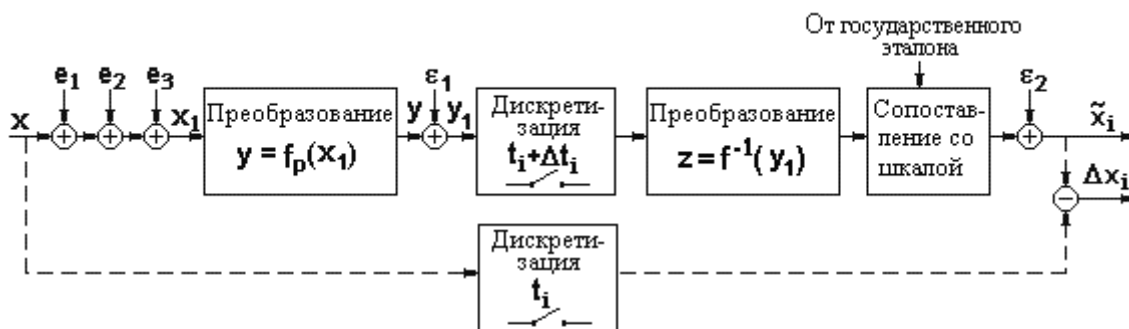 От государственного
эталона
e₁ e₂ e₃ ε₁ ε₂
x x₁ y y₁ x̃ᵢ
Преобразование
y = fₚ(x₁)
Дискрети-
зация
tᵢ+Δtᵢ
Преобразование
z = f⁻¹( y₁)
Сопостав-
ление со
шкалой
Δxᵢ
Дискрети-
зация
tᵢ